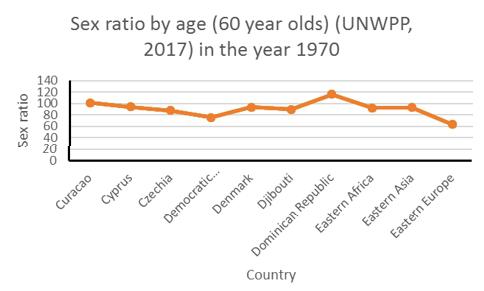 Sex ratio by age (60 year olds) (UNWPP,
2017) in the year 1970
140
120
100
80
60
40
20
0
Sex ratio
Curacao
Cyprus
Czechia
Democratic...
Denmark
Djibouti
Dominican Republic
Eastern Africa
Eastern Asia
Eastern Europe
Country